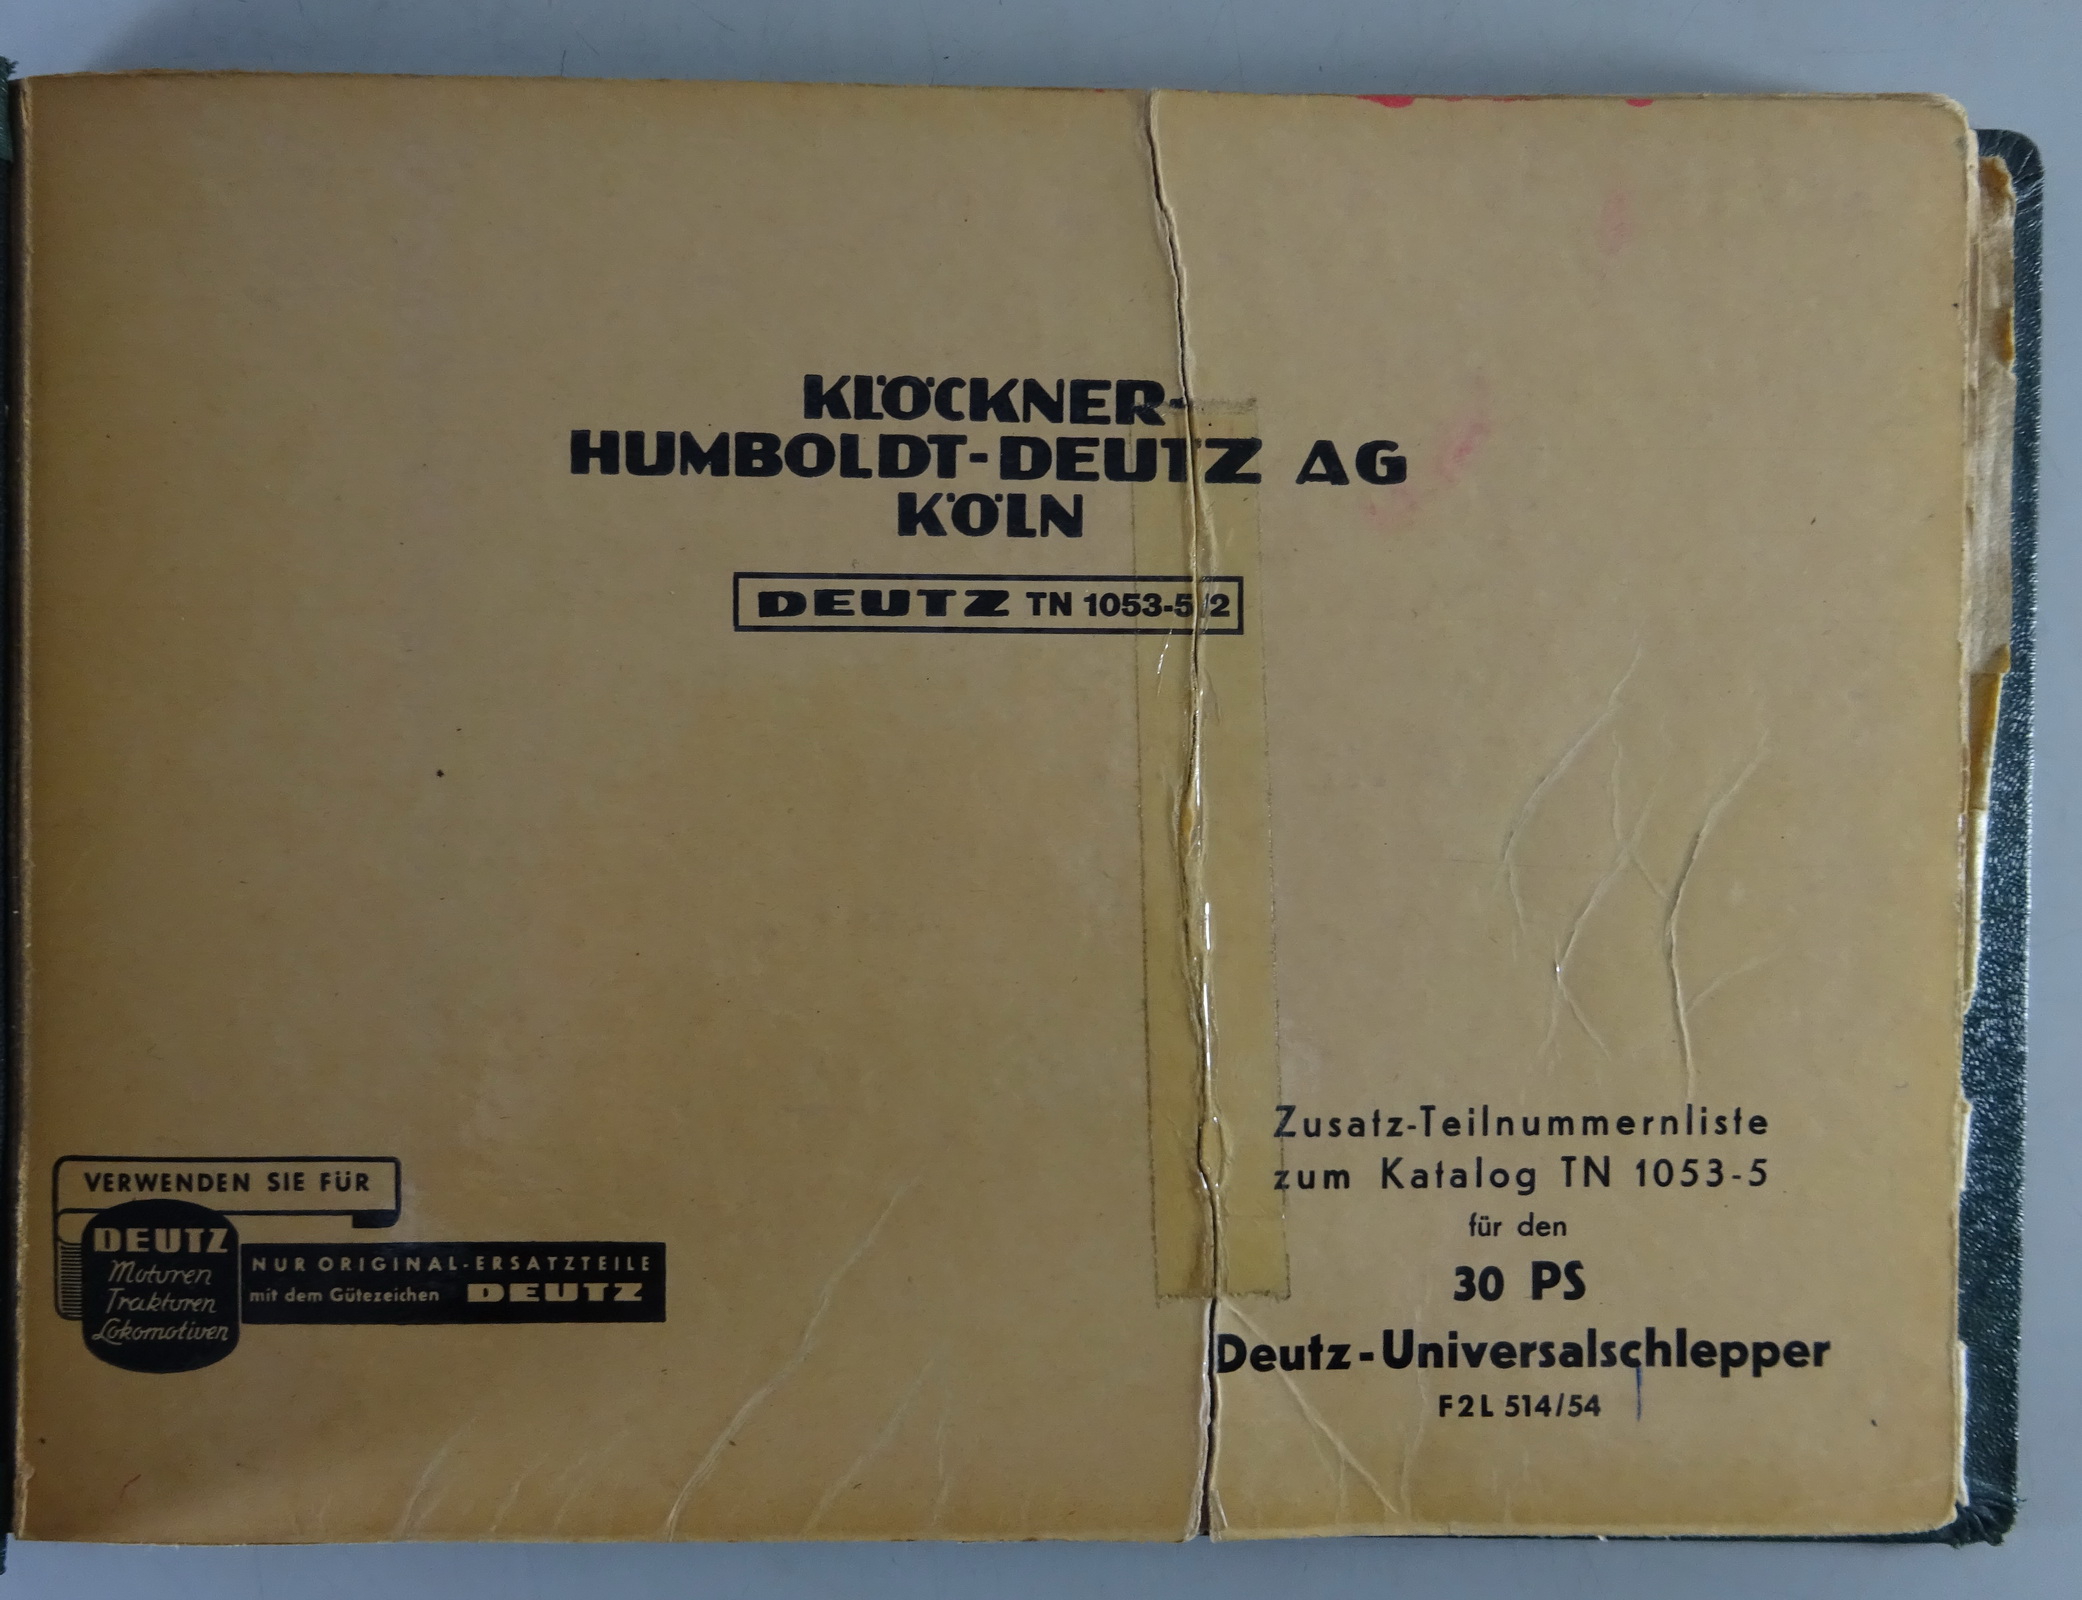 KLÖCKNER-
HUMBOLDT-DEUTZ AG
KÖLN
DEUTZ TN 1053-5/2
Zusatz-Teilnummernliste
zum Katalog TN 1053-5
für den
30 PS
Deutz-Universalschlepper
F2L 514/54
VERWENDEN SIE FÜR
DEUTZ
Motoren
Traktoren
Lokomotiven
NUR ORIGINAL-ERSATZTEILE
mit dem Gütezeichen DEUTZ